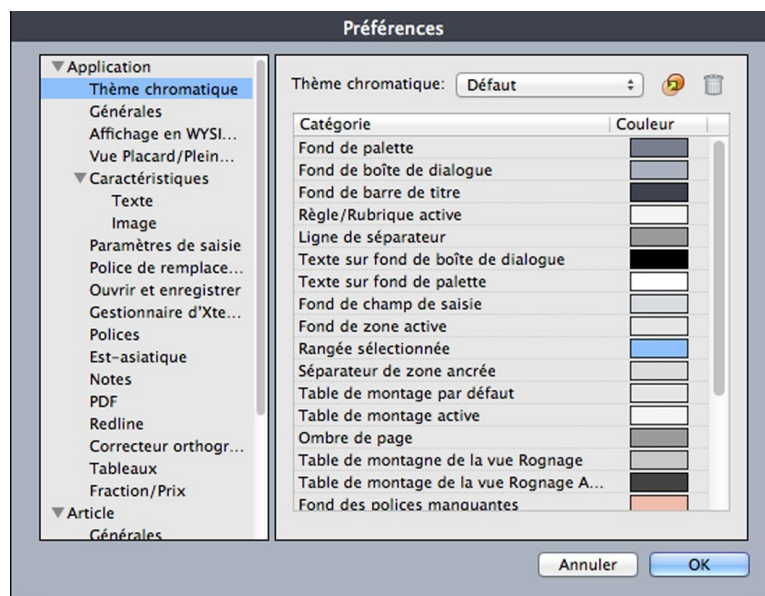 Préférences
Application
Thème chromatique
Générales
Affichage en WYSI...
Vue Placard/Plein...
Caractéristiques
Texte
Image
Paramètres de saisie
Police de remplace...
Ouvrir et enregistrer
Gestionnaire d'Xte...
Polices
Est-asiatique
Notes
PDF
Redline
Correcteur orthogr...
Tableaux
Fraction/Prix
Article
Générales
Thème chromatique: Défaut
Catégorie Couleur
Fond de palette
Fond de boîte de dialogue
Fond de barre de titre
Règle/Rubrique active
Ligne de séparateur
Texte sur fond de boîte de dialogue
Texte sur fond de palette
Fond de champ de saisie
Fond de zone active
Rangée sélectionnée
Séparateur de zone ancrée
Table de montage par défaut
Table de montage active
Ombre de page
Table de montagne de la vue Rognage
Table de montage de la vue Rognage A...
Fond des polices manquantes
Annuler OK